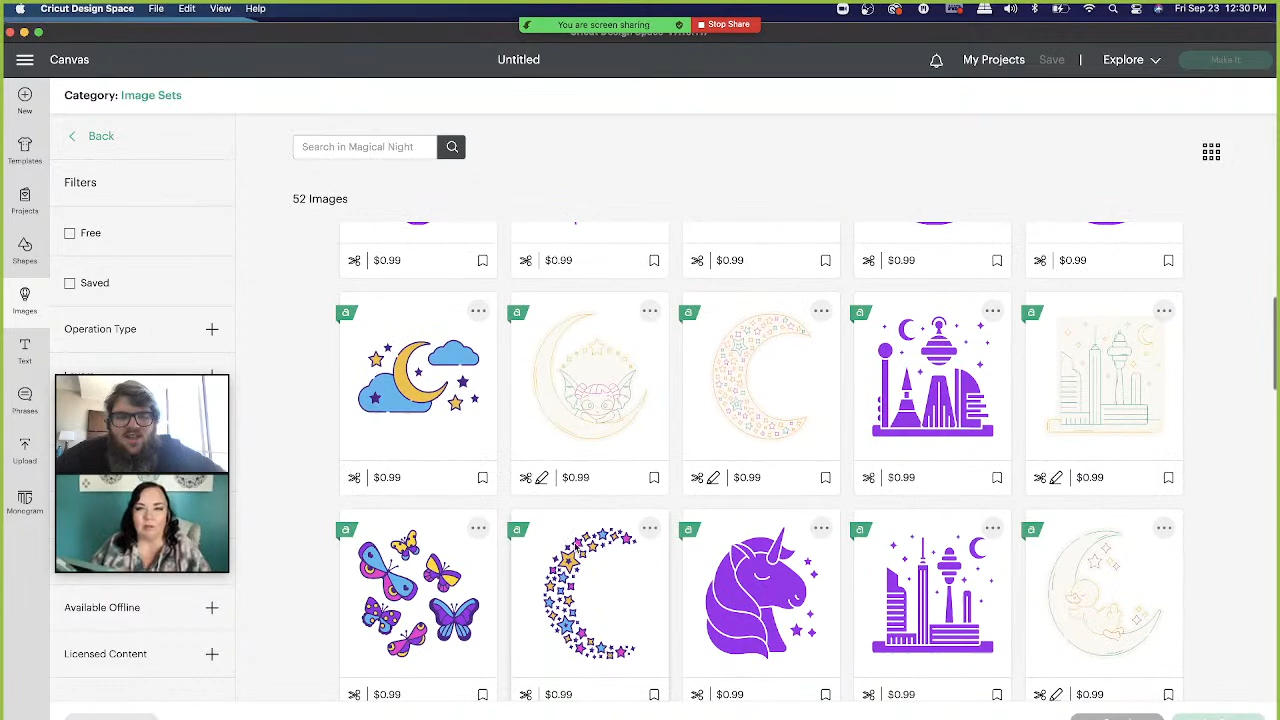 Cricut Design Space File Edit View Help
Fri Sep 23 12:30 PM
You are screen sharing Stop Share
Canvas
Untitled
My Projects Save | Explore Make It
New
Templates
Projects
Shapes
Images
Text
Phrases
Upload
Monogram
Category: Image Sets
Back
Filters
Free
Saved
Operation Type
Available Offline
Licensed Content
Search in Magical Night
52 Images
$0.99 $0.99 $0.99 $0.99 $0.99
a a a a a
$0.99 $0.99 $0.99 $0.99 $0.99
a a a a a
$0.99 $0.99 $0.99 $0.99 $0.99